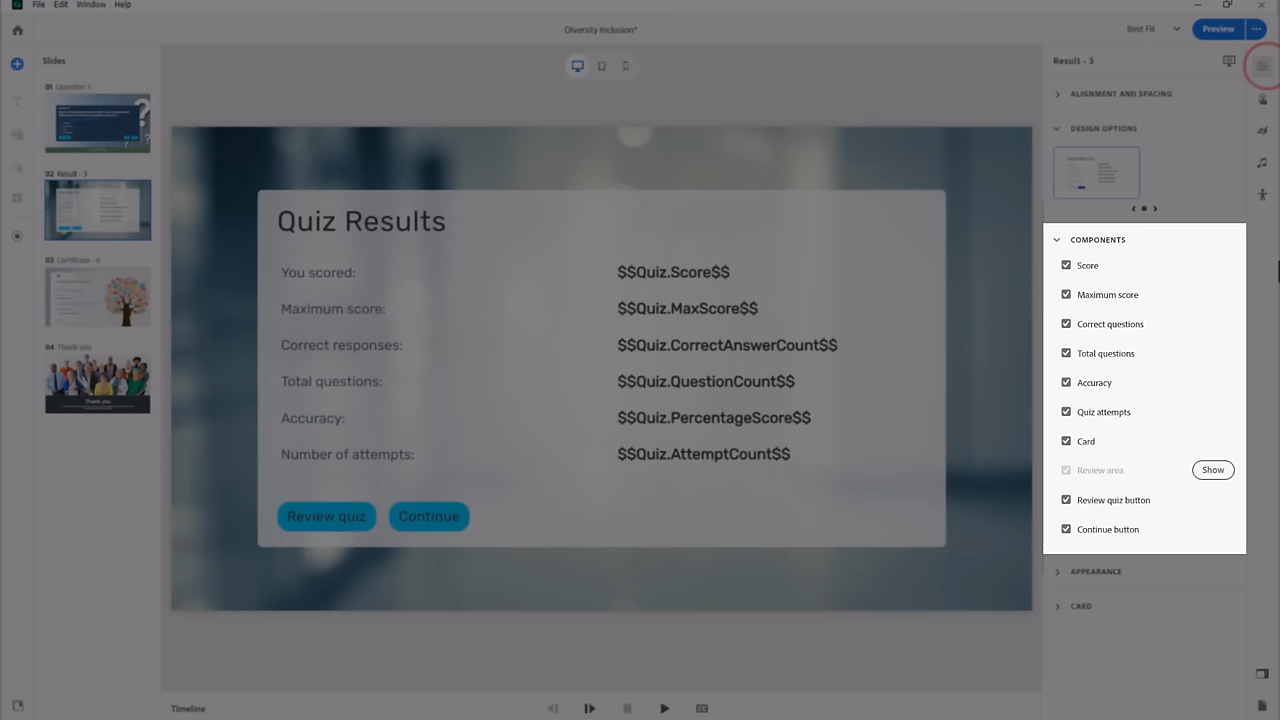 File Edit Window Help
Diversity Inclusion*
Best Fit
Preview
Slides
01 Question 1
02 Result - 3
03 Certificate - 6
04 Thank you
Thank you
Quiz Results
You scored: $$Quiz.Score$$
Maximum score: $$Quiz.MaxScore$$
Correct responses: $$Quiz.CorrectAnswerCount$$
Total questions: $$Quiz.QuestionCount$$
Accuracy: $$Quiz.PercentageScore$$
Number of attempts: $$Quiz.AttemptCount$$
Review quiz Continue
Result - 3
ALIGNMENT AND SPACING
DESIGN OPTIONS
COMPONENTS
Score
Maximum score
Correct questions
Total questions
Accuracy
Quiz attempts
Card
Review area Show
Review quiz button
Continue button
APPEARANCE
CARD
Timeline
CC